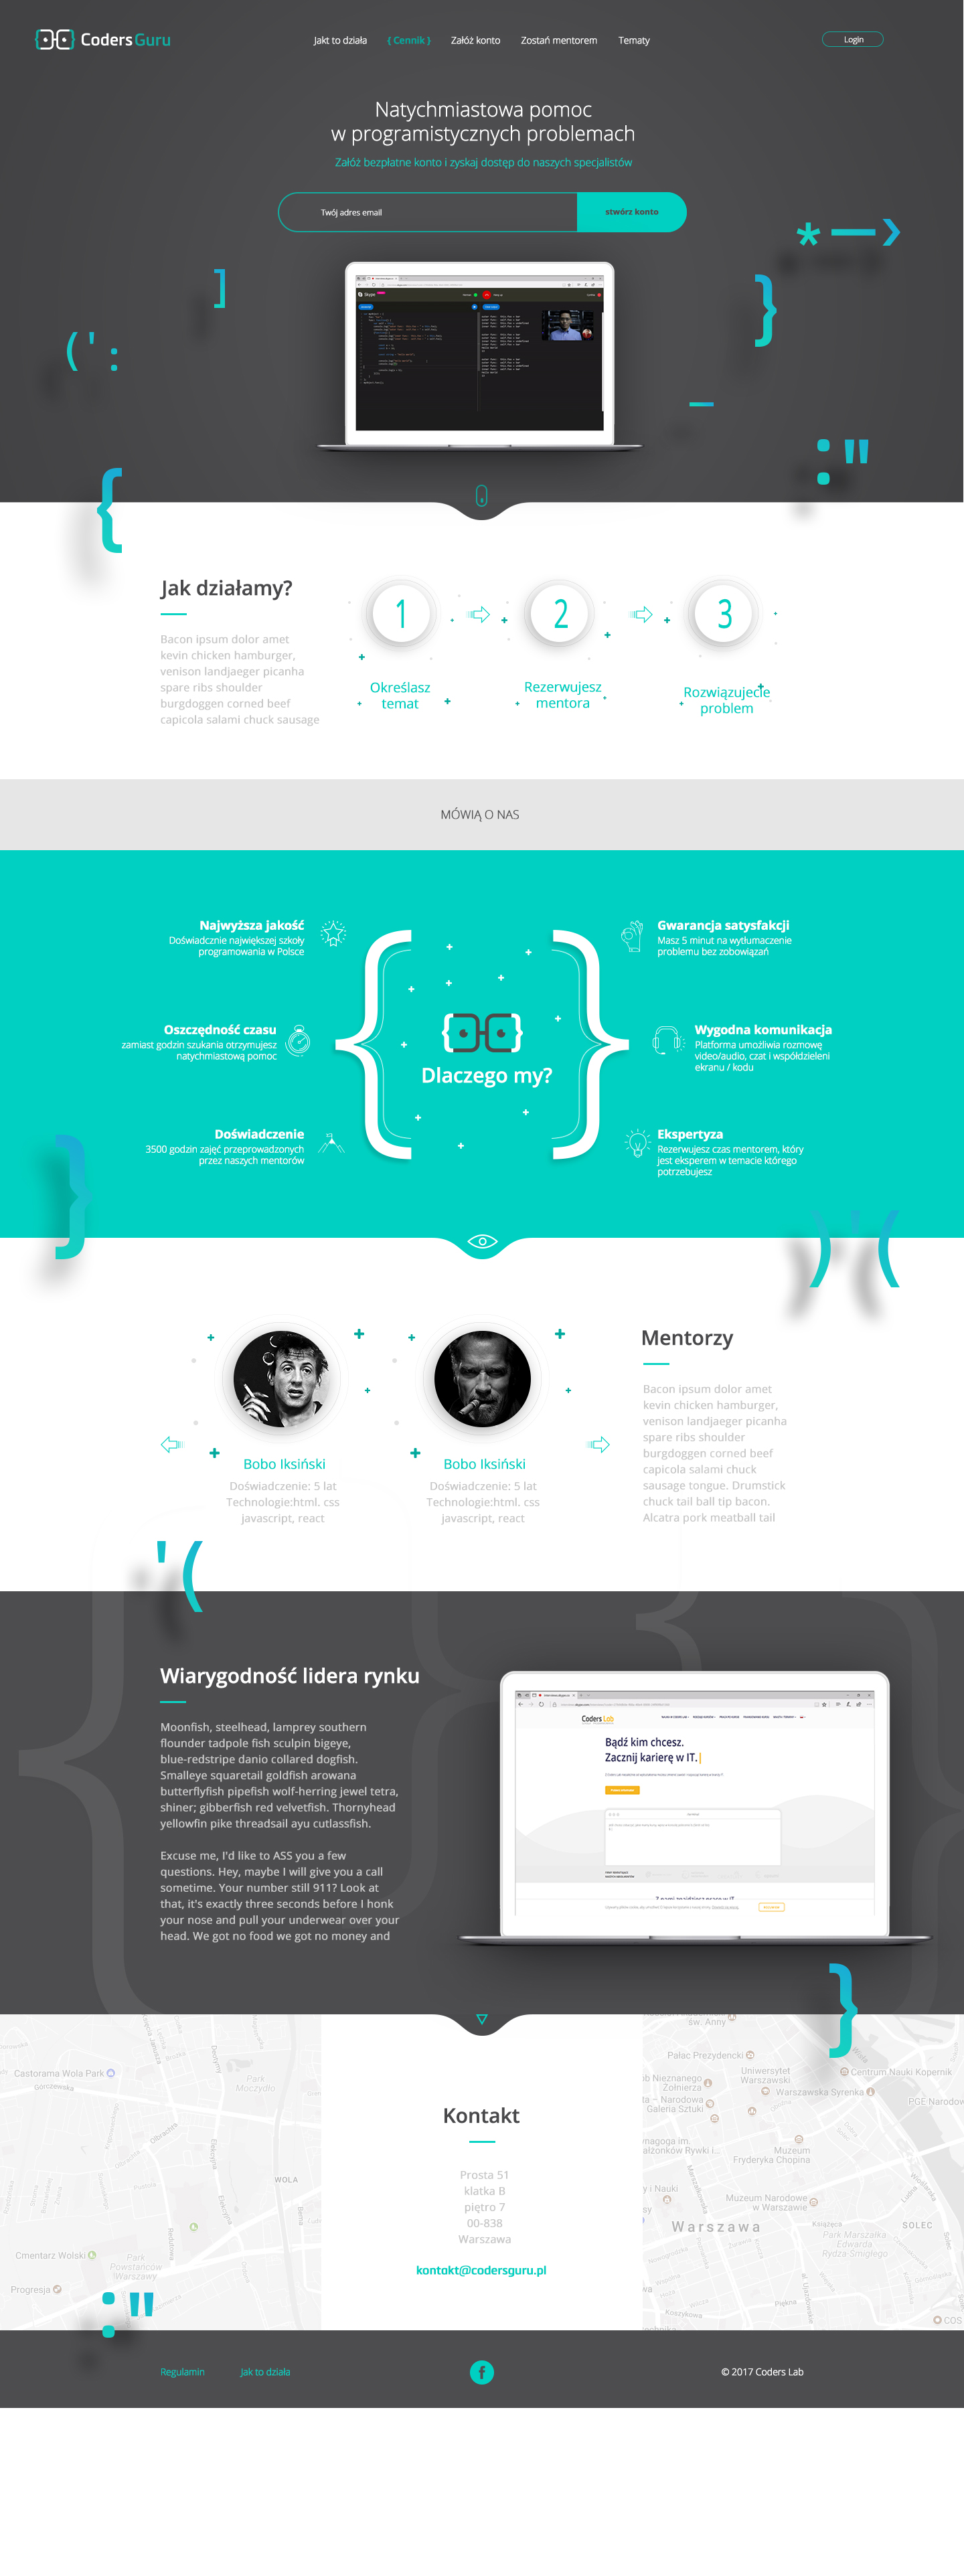 CodersGuru
Jakt to działa
{ Cennik }
Załóż konto
Zostań mentorem
Tematy
Login
Natychmiastowa pomoc
w programistycznych problemach
Załóż bezpłatne konto i zyskaj dostęp do naszych specjalistów
Twój adres email
stwórz konto
* — >
]
}
( ' :
: "
{
Jak działamy?
Bacon ipsum dolor amet
kevin chicken hamburger,
venison landjaeger picanha
spare ribs shoulder
burgdoggen corned beef
capicola salami chuck sausage
1
Określasz
temat
2
Rezerwujesz
mentora
3
Rozwiązujecie
problem
MÓWIĄ O NAS
Najwyższa jakość
Doświadcznie największej szkoły
programowania w Polsce
Oszczędność czasu
zamiast godzin szukania otrzymujesz
natychmiastową pomoc
Doświadczenie
3500 godzin zajęć przeprowadzonych
przez naszych mentorów
Dlaczego my?
Gwarancja satysfakcji
Masz 5 minut na wytłumaczenie
problemu bez zobowiązań
Wygodna komunikacja
Platforma umożliwia rozmowę
video/audio, czat i współdzieleni
ekranu / kodu
Ekspertyza
Rezerwujesz czas mentorem, który
jest eksperem w temacie którego
potrzebujesz
}
) ' (
Bobo Iksiński
Doświadczenie: 5 lat
Technologie:html. css
javascript, react
Bobo Iksiński
Doświadczenie: 5 lat
Technologie:html. css
javascript, react
Mentorzy
Bacon ipsum dolor amet
kevin chicken hamburger,
venison landjaeger picanha
spare ribs shoulder
burgdoggen corned beef
capicola salami chuck
sausage tongue. Drumstick
chuck tail ball tip bacon.
Alcatra pork meatball tail
' (
Wiarygodność lidera rynku
Moonfish, steelhead, lamprey southern
flounder tadpole fish sculpin bigeye,
blue-redstripe danio collared dogfish.
Smalleye squaretail goldfish arowana
butterflyfish pipefish wolf-herring jewel tetra,
shiner; gibberfish red velvetfish. Thornyhead
yellowfin pike threadsail ayu cutlassfish.
Excuse me, I'd like to ASS you a few
questions. Hey, maybe I will give you a call
sometime. Your number still 911? Look at
that, it's exactly three seconds before I honk
your nose and pull your underwear over your
head. We got no food we got no money and
Coders Lab
Bądź kim chcesz.
Zacznij karierę w IT.
}
Castorama Wola Park
Górczewska
Park
Moczydło
WOLA
Cmentarz Wolski
Park
Powstańców
Warszawy
Progresja
Kontakt
Prosta 51
klatka B
piętro 7
00-838
Warszawa
kontakt@codersguru.pl
św. Anny
Pałac Prezydencki
Uniwersytet
Warszawski
Centrum Nauki Kopernik
Warszawska Syrenka
PGE Narodow
Galeria Sztuki
Muzeum
Fryderyka Chopina
Muzeum Narodowe
w Warszawie
Warszawa
Książęca
SOLEC
Park Marszałka
Edwarda
Rydza-Śmigłego
Piękna
Koszykowa
COS
: "
Regulamin
Jak to działa
f
© 2017 Coders Lab